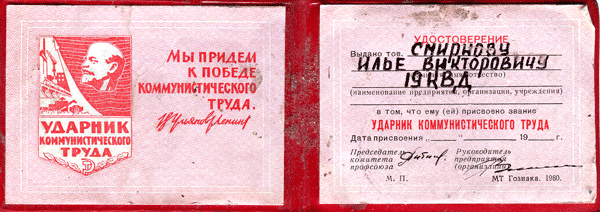 УДАРНИК
КОММУНИСТИЧЕСКОГО
ТРУДА
МЫ ПРИДЕМ
К ПОБЕДЕ
КОММУНИСТИЧЕСКОГО
ТРУДА.
В. Ульянов (Ленин)
УДОСТОВЕРЕНИЕ
Выдано тов. СМИРНОВУ
ИЛЬЕ ВИКТОРОВИЧУ
19 КВД
(наименование предприятия, организации, учреждения)
в том, что ему (ей) присвоено звание
УДАРНИК КОММУНИСТИЧЕСКОГО ТРУДА
Дата присвоения „ “ 19 г.
Председатель Руководитель
комитета предприятия
профсоюза (организации)
М. П. МТ Гознака. 1980.